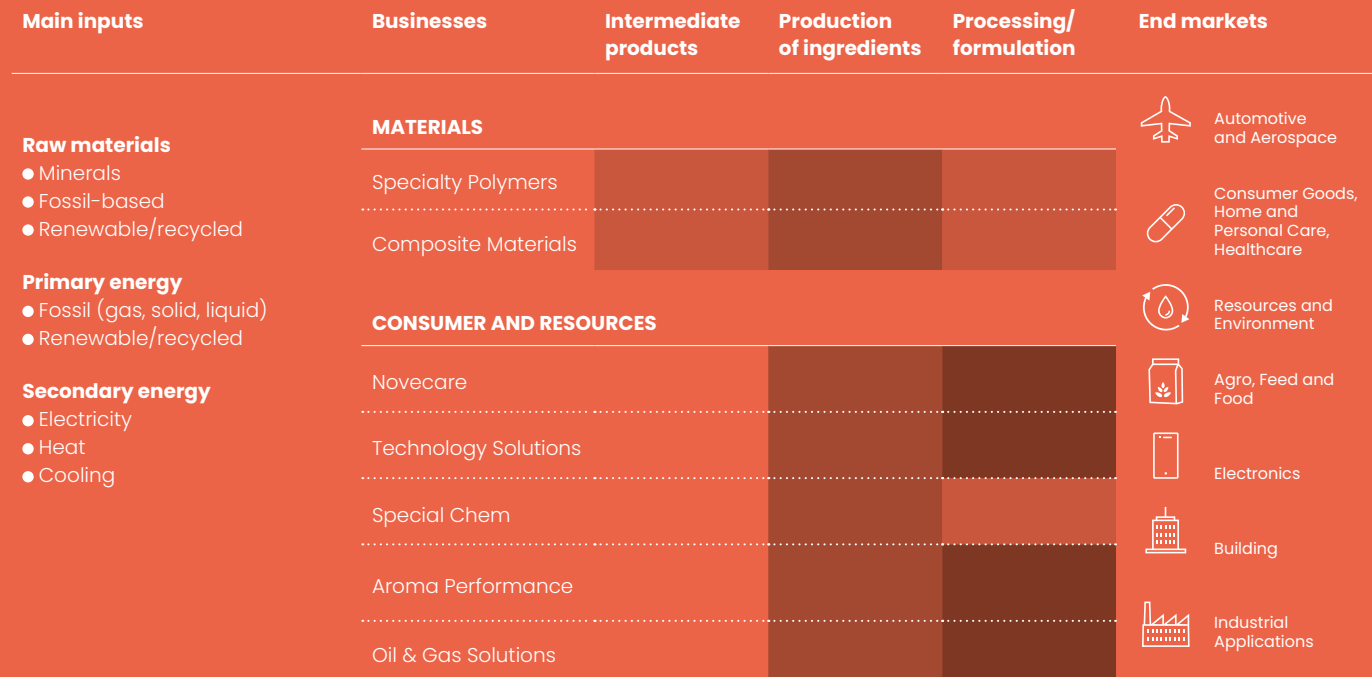 Main inputs
Businesses
Intermediate
products
Production
of ingredients
Processing/
formulation
End markets
Raw materials
Minerals
Fossil-based
Renewable/recycled
Primary energy
Fossil (gas, solid, liquid)
Renewable/recycled
Secondary energy
Electricity
Heat
Cooling
MATERIALS
Specialty Polymers
Composite Materials
CONSUMER AND RESOURCES
Novecare
Technology Solutions
Special Chem
Aroma Performance
Oil & Gas Solutions
Automotive
and Aerospace
Consumer Goods,
Home and
Personal Care,
Healthcare
Resources and
Environment
Agro, Feed and
Food
Electronics
Building
Industrial
Applications